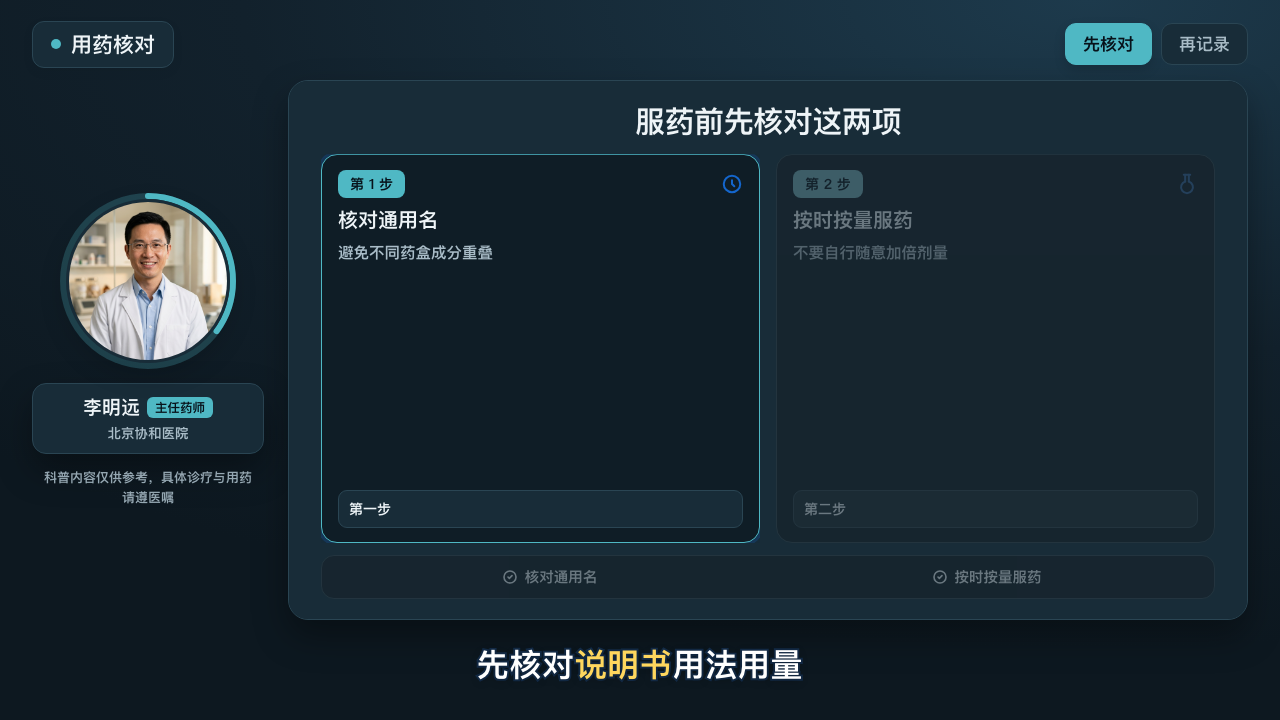 用药核对
先核对
再记录
服药前先核对这两项
第 1 步
核对通用名
避免不同药盒成分重叠
第一步
第 2 步
按时按量服药
不要自行随意加倍剂量
第二步
核对通用名
按时按量服药
李明远
主任药师
北京协和医院
科普内容仅供参考，具体诊疗与用药
请遵医嘱
先核对说明书用法用量